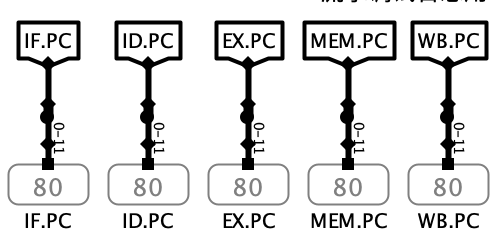 IF.PC ID.PC EX.PC MEM.PC WB.PC
0-11 0-11 0-11 0-11 0-11
80 80 80 80 80
IF.PC ID.PC EX.PC MEM.PC WB.PC